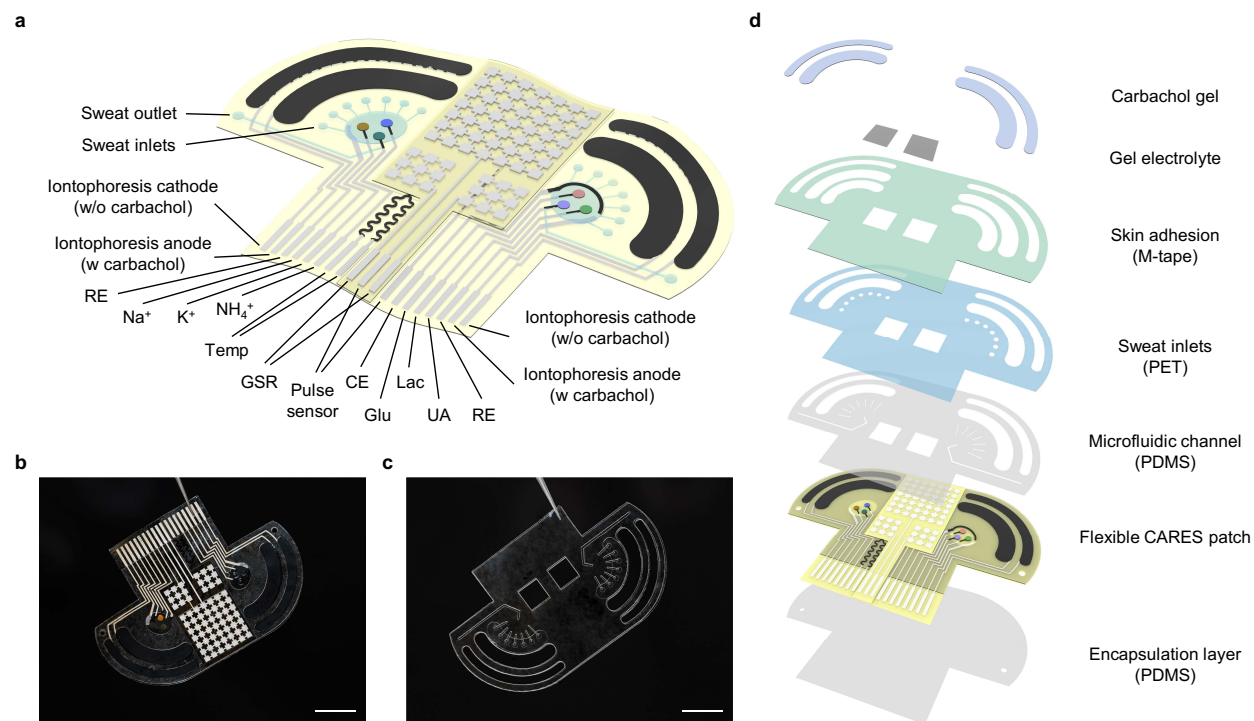 a
Sweat outlet
Sweat inlets
Iontophoresis cathode
(w/o carbachol)
Iontophoresis anode
(w carbachol)
RE
Na⁺
K⁺
NH₄⁺
Temp
GSR
Pulse
sensor
CE
Glu
Lac
UA
RE
Iontophoresis cathode
(w/o carbachol)
Iontophoresis anode
(w carbachol)
b
c
d
Carbachol gel
Gel electrolyte
Skin adhesion
(M-tape)
Sweat inlets
(PET)
Microfluidic channel
(PDMS)
Flexible CARES patch
Encapsulation layer
(PDMS)